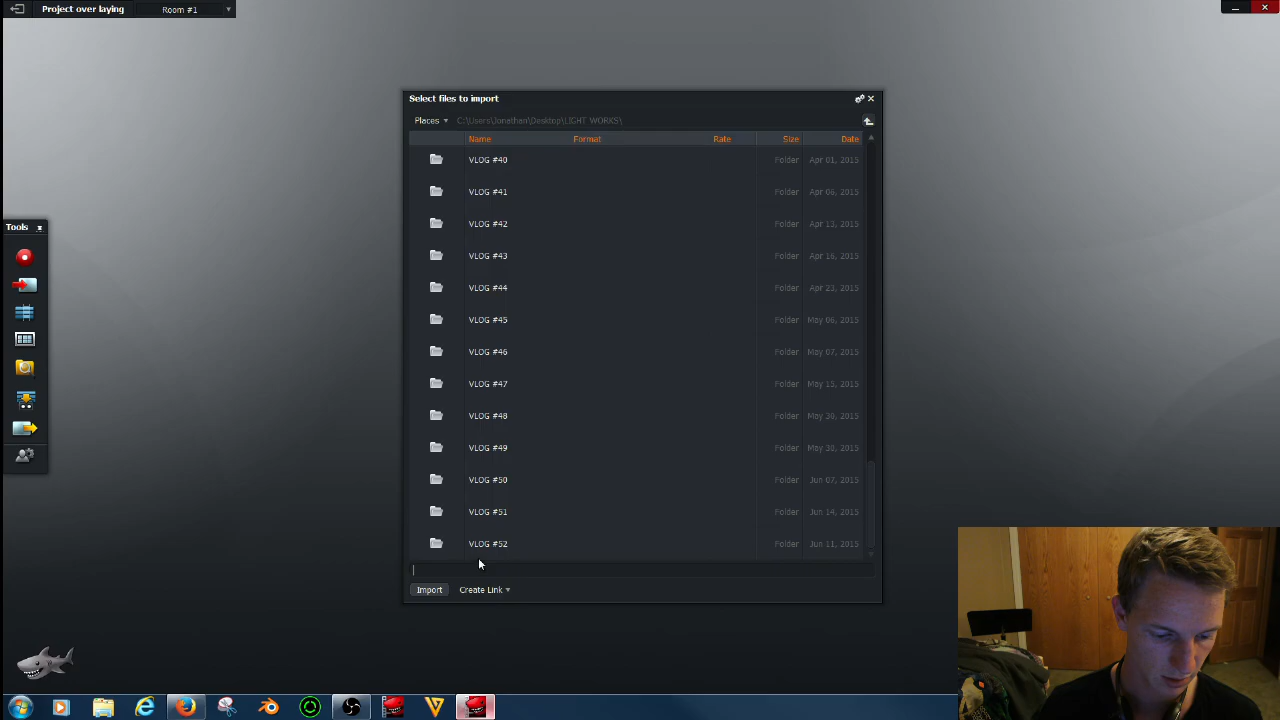 Project over laying Room #1
Select files to import
Places C:\Users\Jonathan\Desktop\LIGHT WORKS\
Name Format Rate Size Date
VLOG #40 Folder Apr 01, 2015
VLOG #41 Folder Apr 06, 2015
VLOG #42 Folder Apr 13, 2015
VLOG #43 Folder Apr 16, 2015
VLOG #44 Folder Apr 23, 2015
VLOG #45 Folder May 06, 2015
VLOG #46 Folder May 07, 2015
VLOG #47 Folder May 15, 2015
VLOG #48 Folder May 30, 2015
VLOG #49 Folder May 30, 2015
VLOG #50 Folder Jun 07, 2015
VLOG #51 Folder Jun 14, 2015
VLOG #52 Folder Jun 11, 2015
Import Create Link
Tools